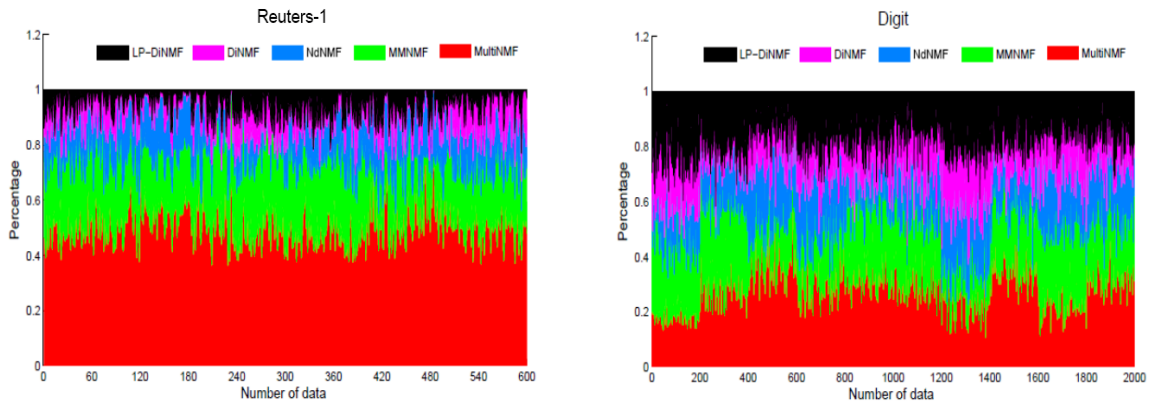 Reuters-1
1.2
LP-DiNMF DiNMF NdNMF MMNMF MultiNMF
1
0.8
0.6
0.4
0.2
0
Percentage
0 60 120 180 240 300 360 420 480 540 600
Number of data
Digit
1.2
LP-DiNMF DiNMF NdNMF MMNMF MultiNMF
1
0.8
0.6
0.4
0.2
0
Percentage
0 200 400 600 800 1000 1200 1400 1600 1800 2000
Number of data